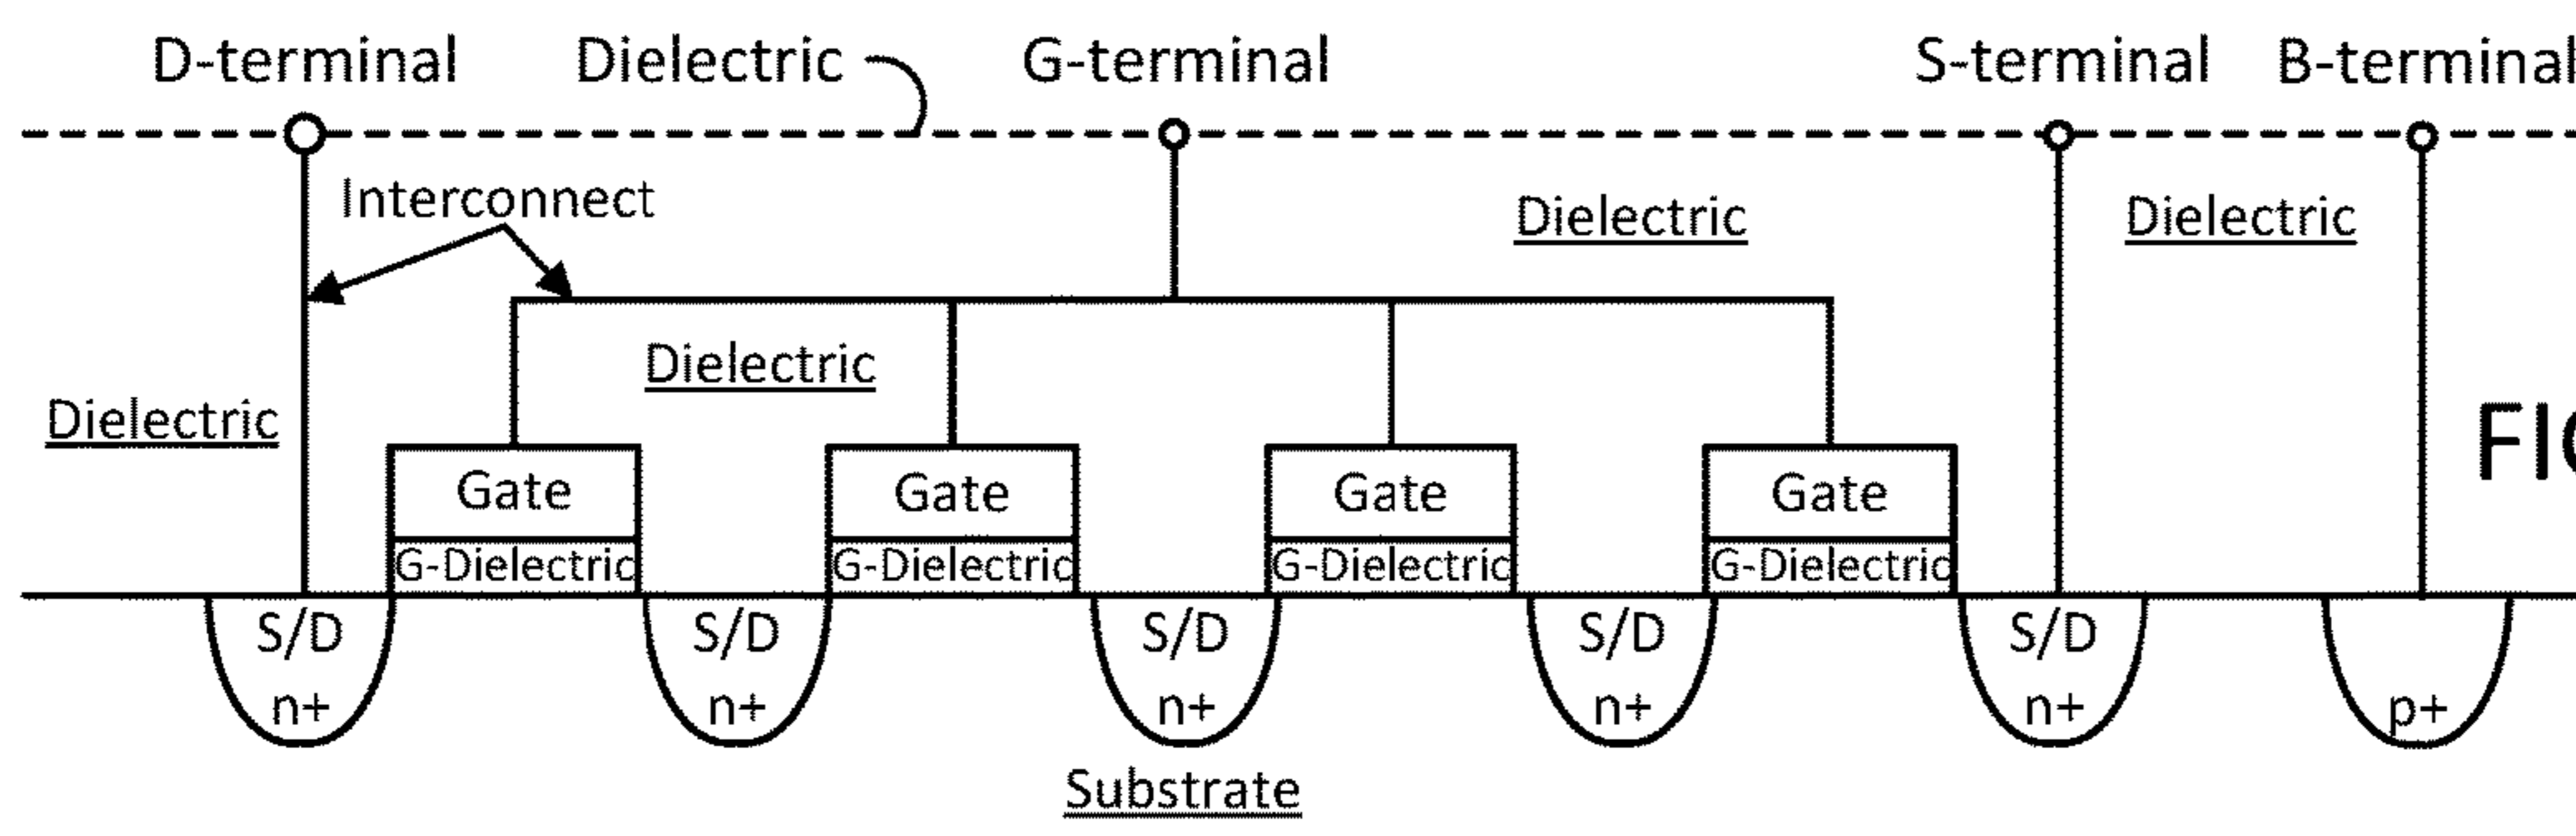 D-terminal Dielectric G-terminal S-terminal B-terminal
Interconnect
Dielectric Dielectric
Dielectric
Dielectric
FIG
Gate Gate Gate Gate
G-Dielectric G-Dielectric G-Dielectric G-Dielectric
S/D S/D S/D S/D S/D
n+ n+ n+ n+ n+ p+
Substrate